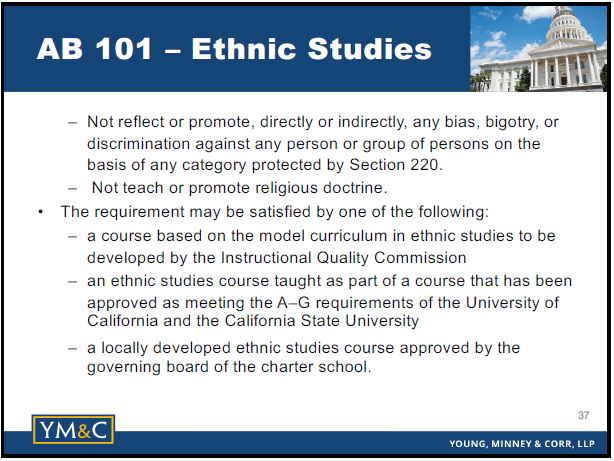 AB 101 – Ethnic Studies
– Not reflect or promote, directly or indirectly, any bias, bigotry, or
discrimination against any person or group of persons on the
basis of any category protected by Section 220.
– Not teach or promote religious doctrine.
• The requirement may be satisfied by one of the following:
– a course based on the model curriculum in ethnic studies to be
developed by the Instructional Quality Commission
– an ethnic studies course taught as part of a course that has been
approved as meeting the A–G requirements of the University of
California and the California State University
– a locally developed ethnic studies course approved by the
governing board of the charter school.
37
YM&C
YOUNG, MINNEY & CORR, LLP